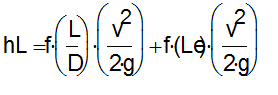 hL = f·(L/D)·(v²/2·g) + f·(Le)·(v²/2·g)